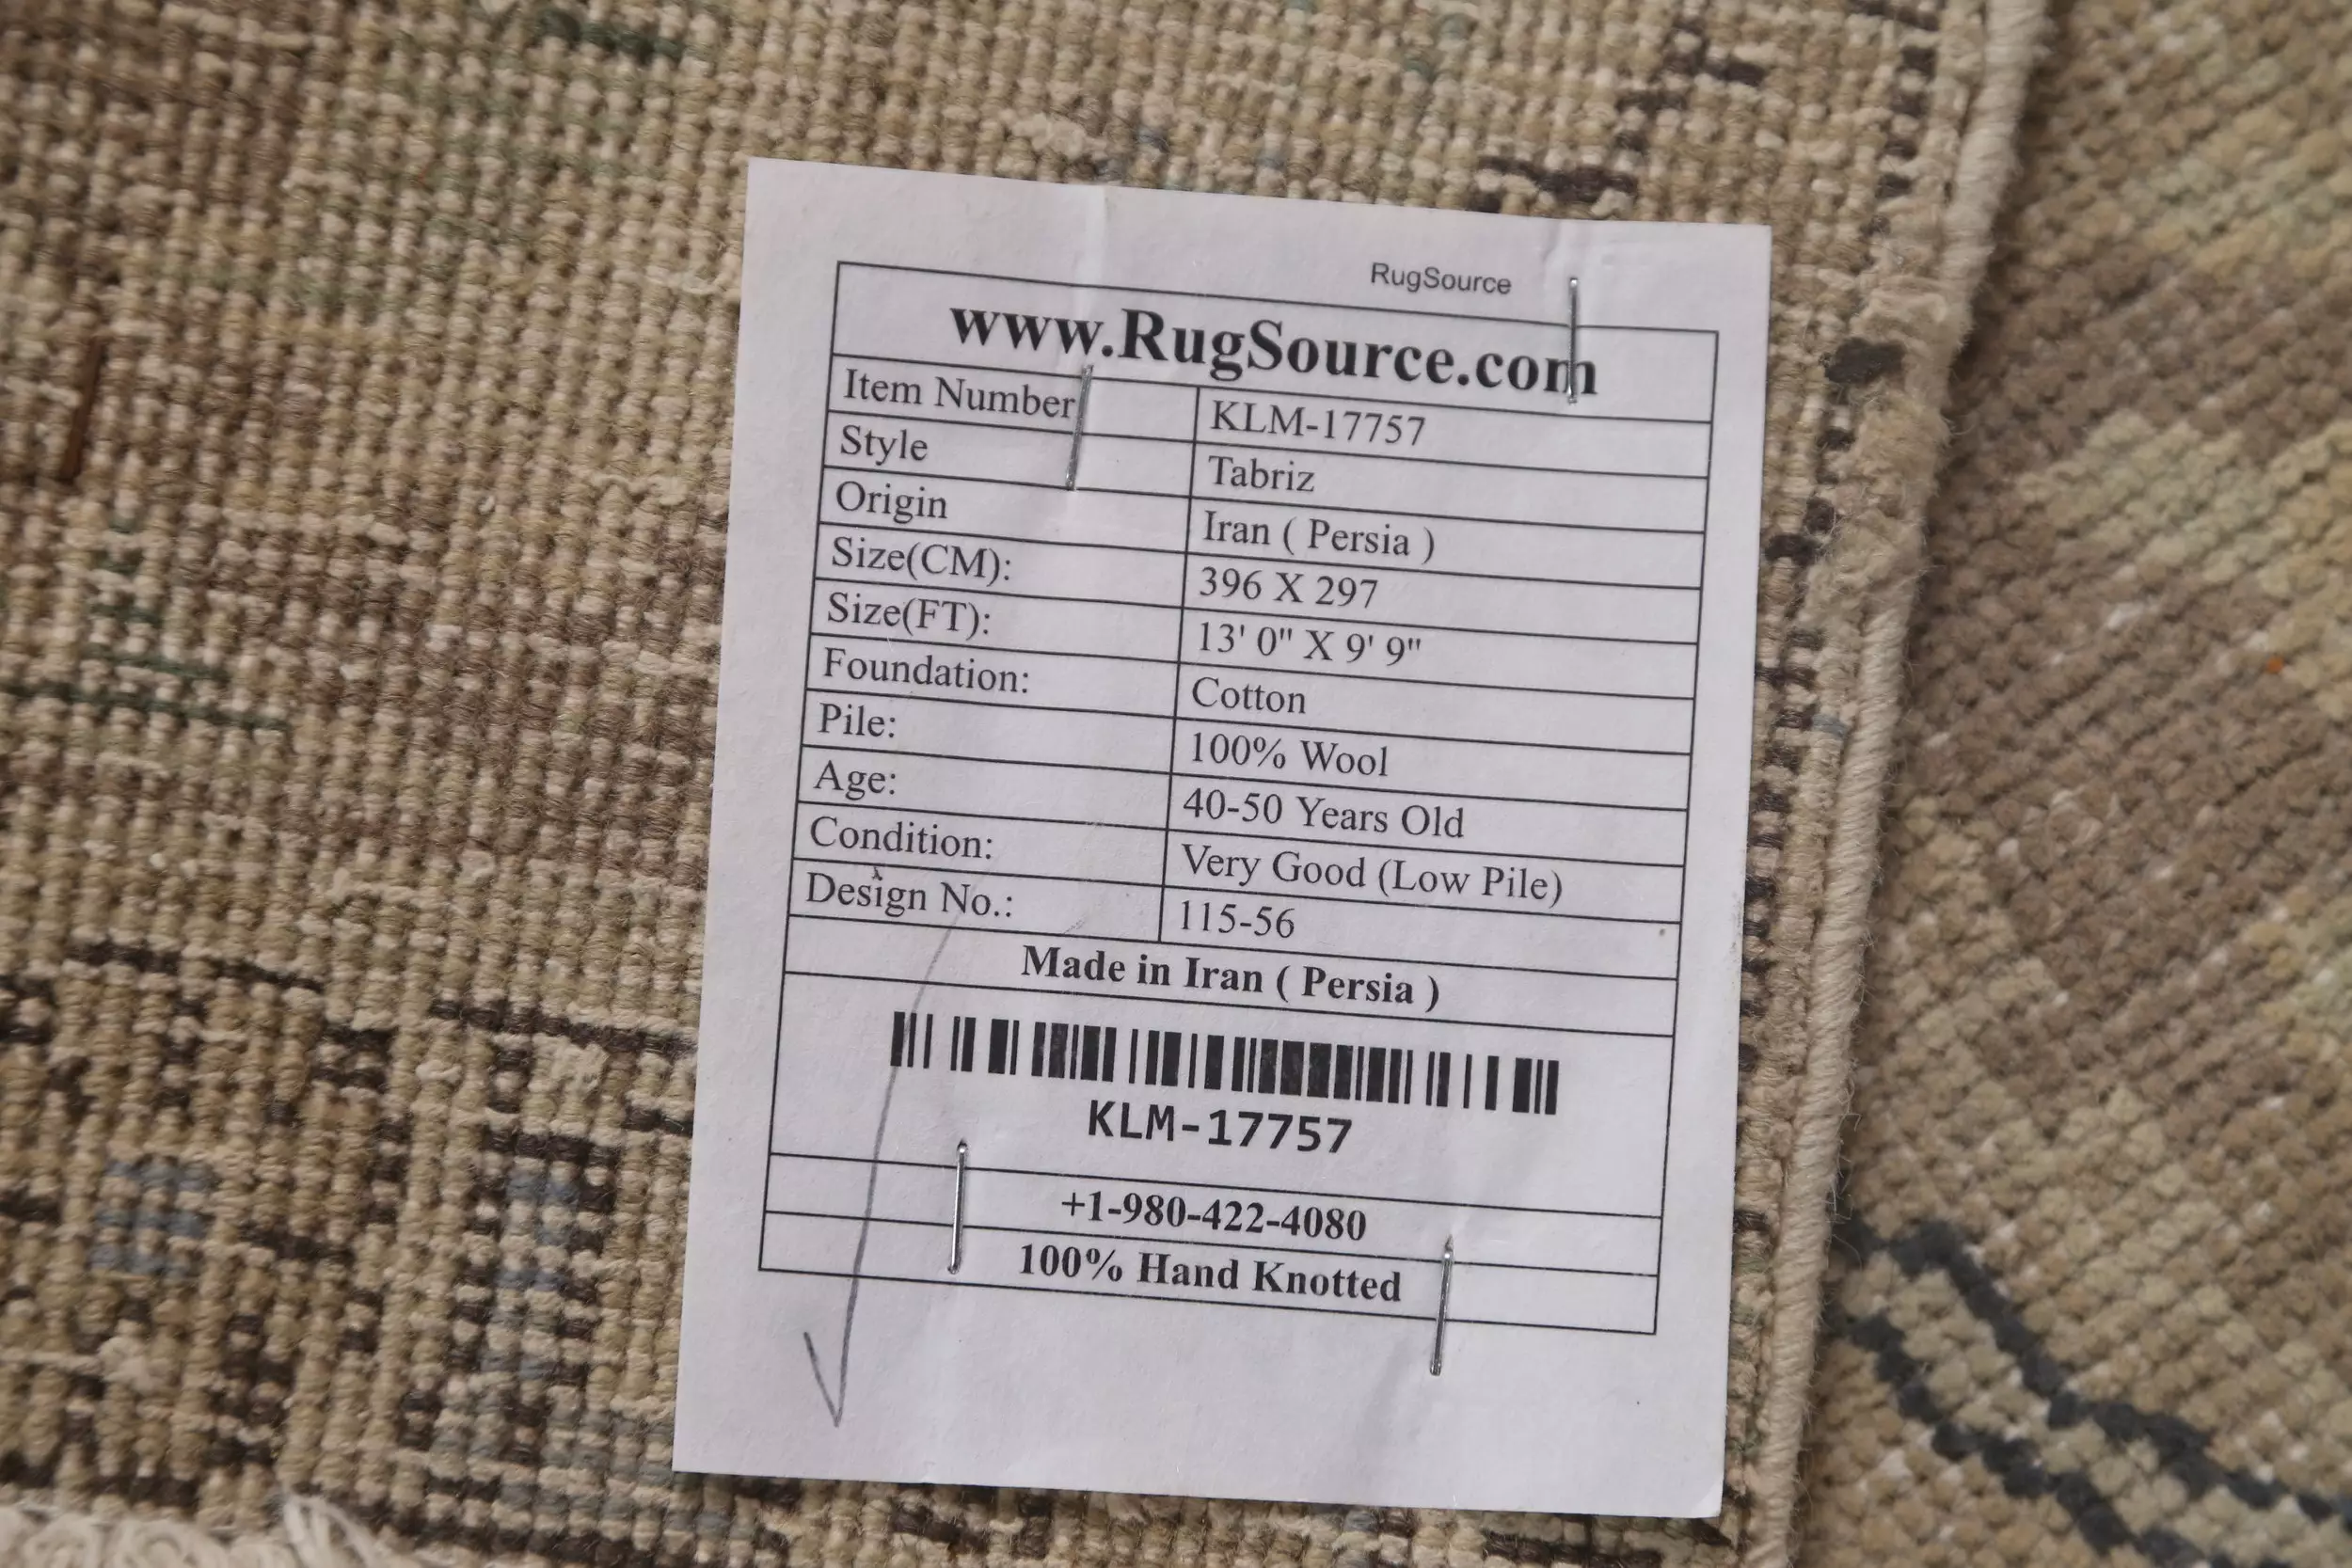 RugSource
www.RugSource.com
Item Number KLM-17757
Style Tabriz
Origin Iran ( Persia )
Size(CM): 396 X 297
Size(FT): 13' 0" X 9' 9"
Foundation: Cotton
Pile: 100% Wool
Age: 40-50 Years Old
Condition: Very Good (Low Pile)
Design No.: 115-56
Made in Iran ( Persia )
KLM-17757
+1-980-422-4080
100% Hand Knotted